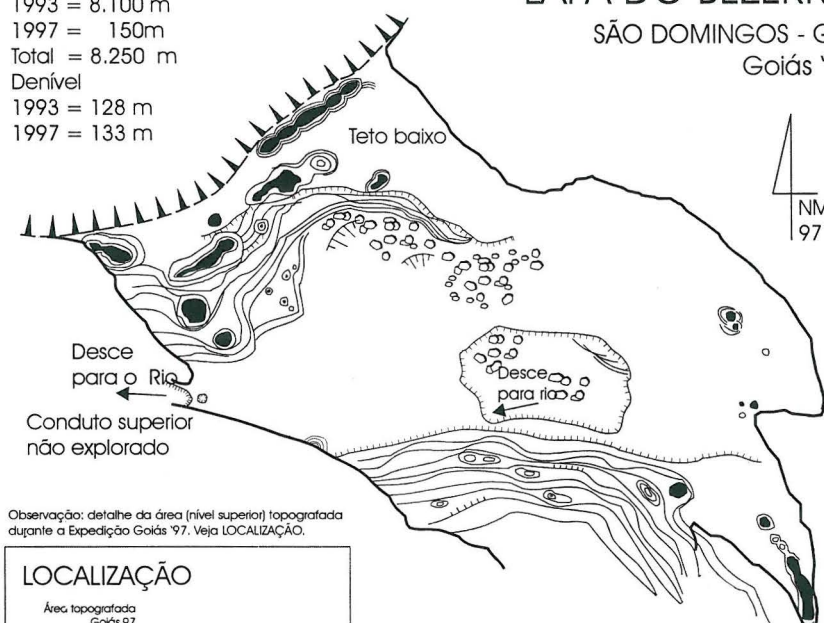 1993 = 8.100 m
1997 = 150m
Total = 8.250 m
Denível
1993 = 128 m
1997 = 133 m
SÃO DOMINGOS - G
Goiás '
Teto baixo
NM
97
Desce
para o Rio
Conduto superior
não explorado
Desce
para rio
Observação: detalhe da área (nível superior) topografada
durante a Expedição Goiás '97. Veja LOCALIZAÇÃO.
LOCALIZAÇÃO
Área topografada
Goiás 97